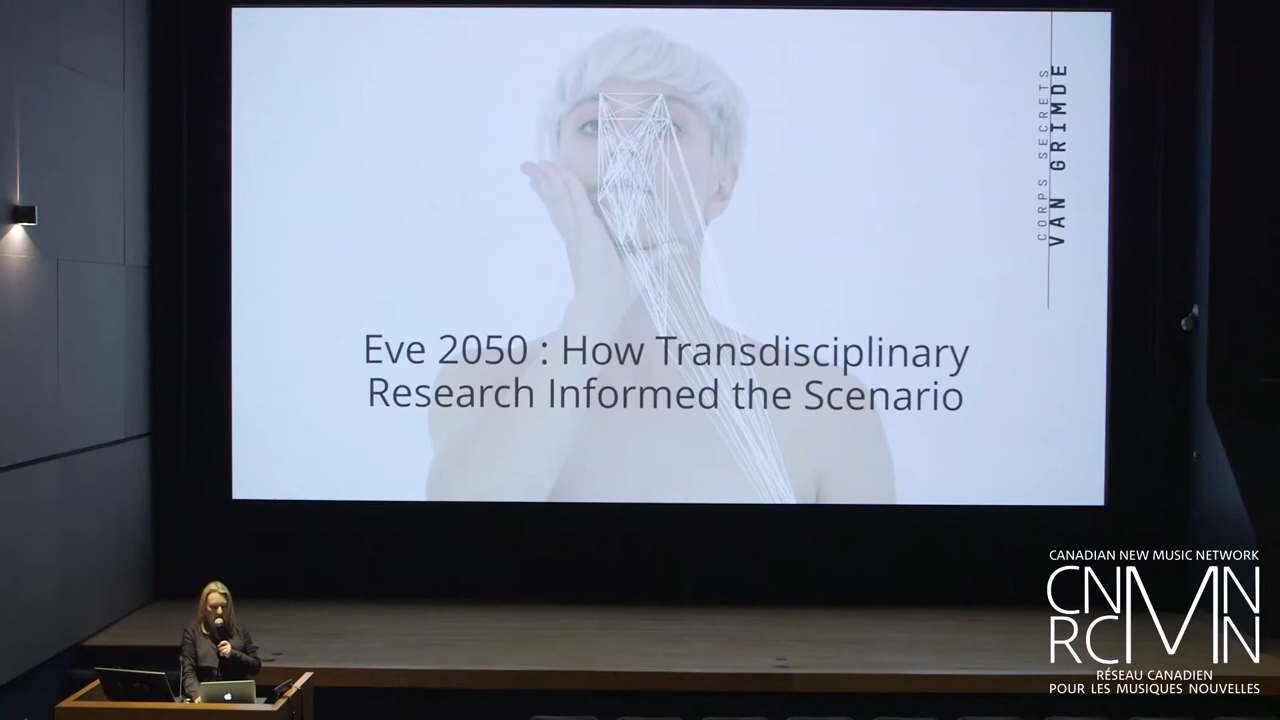 CORPS SECRETS
VAN GRIMDE
Eve 2050 : How Transdisciplinary
Research Informed the Scenario
CANADIAN NEW MUSIC NETWORK
CNMN
RCMN
RÉSEAU CANADIEN
POUR LES MUSIQUES NOUVELLES